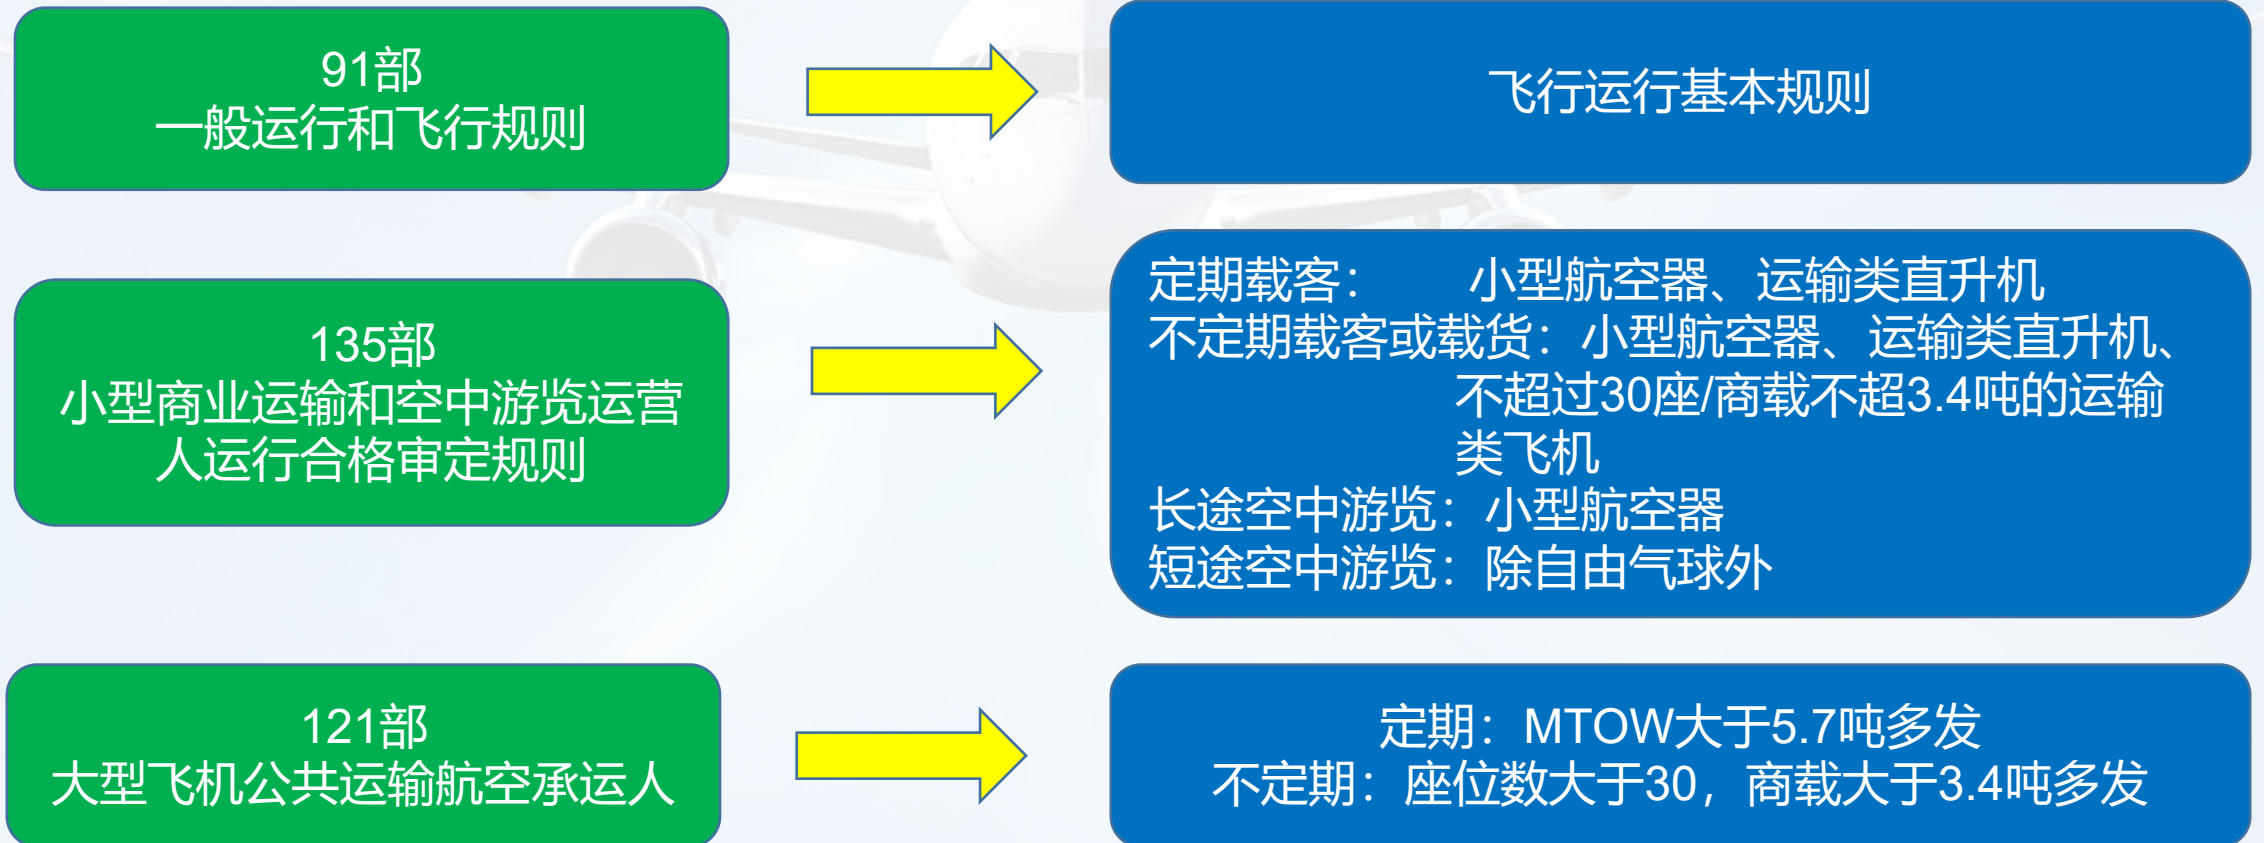 91部
一般运行和飞行规则
飞行运行基本规则
135部
小型商业运输和空中游览运营
人运行合格审定规则
定期载客： 小型航空器、运输类直升机
不定期载客或载货：小型航空器、运输类直升机、
不超过30座/商载不超3.4吨的运输
类飞机
长途空中游览：小型航空器
短途空中游览：除自由气球外
121部
大型飞机公共运输航空承运人
定期：MTOW大于5.7吨多发
不定期：座位数大于30，商载大于3.4吨多发